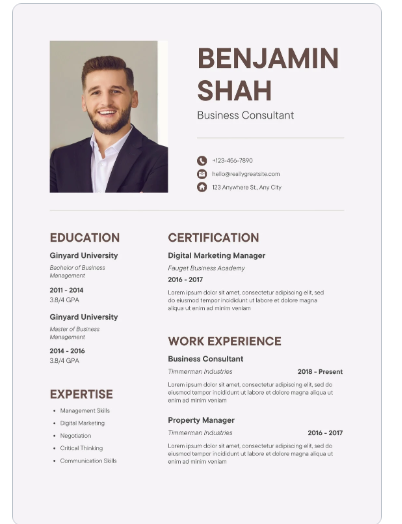 BENJAMIN
SHAH
Business Consultant
+123-456-7890
hello@reallygreatsite.com
123 Anywhere St., Any City
EDUCATION
Ginyard University
Bachelor of Business
Management
2011 - 2014
3.8/4 GPA
Ginyard University
Master of Business
Management
2014 - 2016
3.8/4 GPA
EXPERTISE
• Management Skills
• Digital Marketing
• Negotiation
• Critical Thinking
• Communication Skills
CERTIFICATION
Digital Marketing Manager
Fauget Business Academy
2016 - 2017
Lorem ipsum dolor sit amet, consectetur adipiscing elit, sed
do eiusmod tempor incididunt ut labore et dolore magna
aliqua ut enim minim veniam
WORK EXPERIENCE
Business Consultant
Timmerman Industries 2018 - Present
Lorem ipsum dolor sit amet, consectetur adipiscing elit, sed do
eiusmod tempor incididunt ut labore et dolore magna aliqua ut
enim minim veniam
Property Manager
Timmerman Industries 2016 - 2017
Lorem ipsum dolor sit amet, consectetur adipiscing elit, sed do
eiusmod tempor incididunt ut labore et dolore magna aliqua ut
enim minim veniam